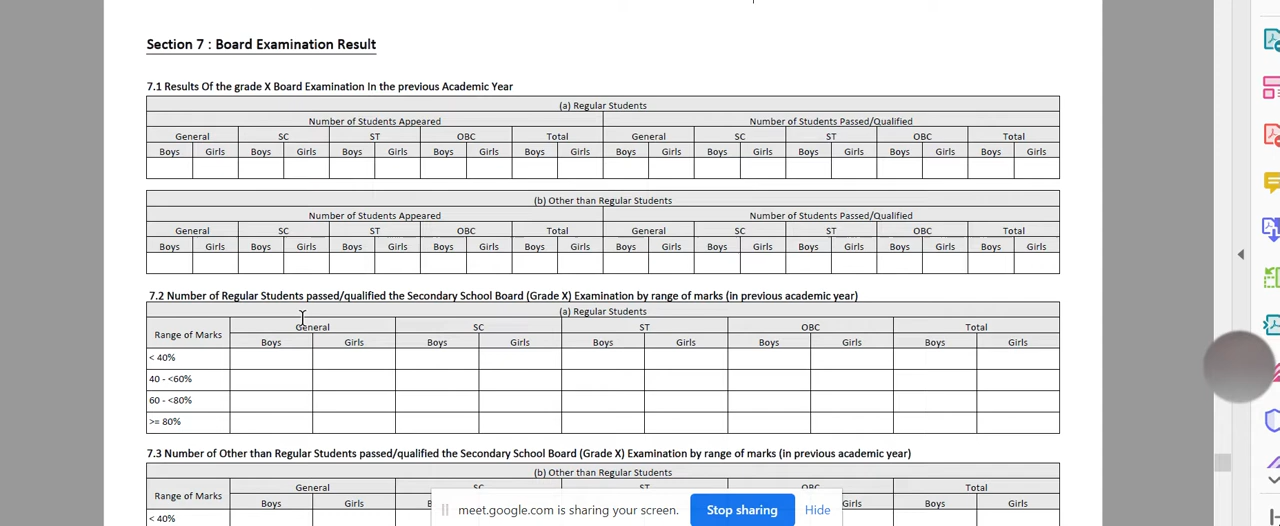 Section 7 : Board Examination Result
7.1 Results Of the grade X Board Examination In the previous Academic Year
(a) Regular Students
Number of Students Appeared Number of Students Passed/Qualified
General SC ST OBC Total General SC ST OBC Total
Boys Girls Boys Girls Boys Girls Boys Girls Boys Girls Boys Girls Boys Girls Boys Girls Boys Girls Boys Girls
(b) Other than Regular Students
Number of Students Appeared Number of Students Passed/Qualified
General SC ST OBC Total General SC ST OBC Total
Boys Girls Boys Girls Boys Girls Boys Girls Boys Girls Boys Girls Boys Girls Boys Girls Boys Girls Boys Girls
7.2 Number of Regular Students passed/qualified the Secondary School Board (Grade X) Examination by range of marks (in previous academic year)
(a) Regular Students
Range of Marks General SC ST OBC Total
Boys Girls Boys Girls Boys Girls Boys Girls Boys Girls
< 40%
40 - <60%
60 - <80%
>= 80%
7.3 Number of Other than Regular Students passed/qualified the Secondary School Board (Grade X) Examination by range of marks (in previous academic year)
(b) Other than Regular Students
Range of Marks General SC ST OBC Total
Boys Girls Boys Girls Boys Girls
< 40%
meet.google.com is sharing your screen. Stop sharing Hide